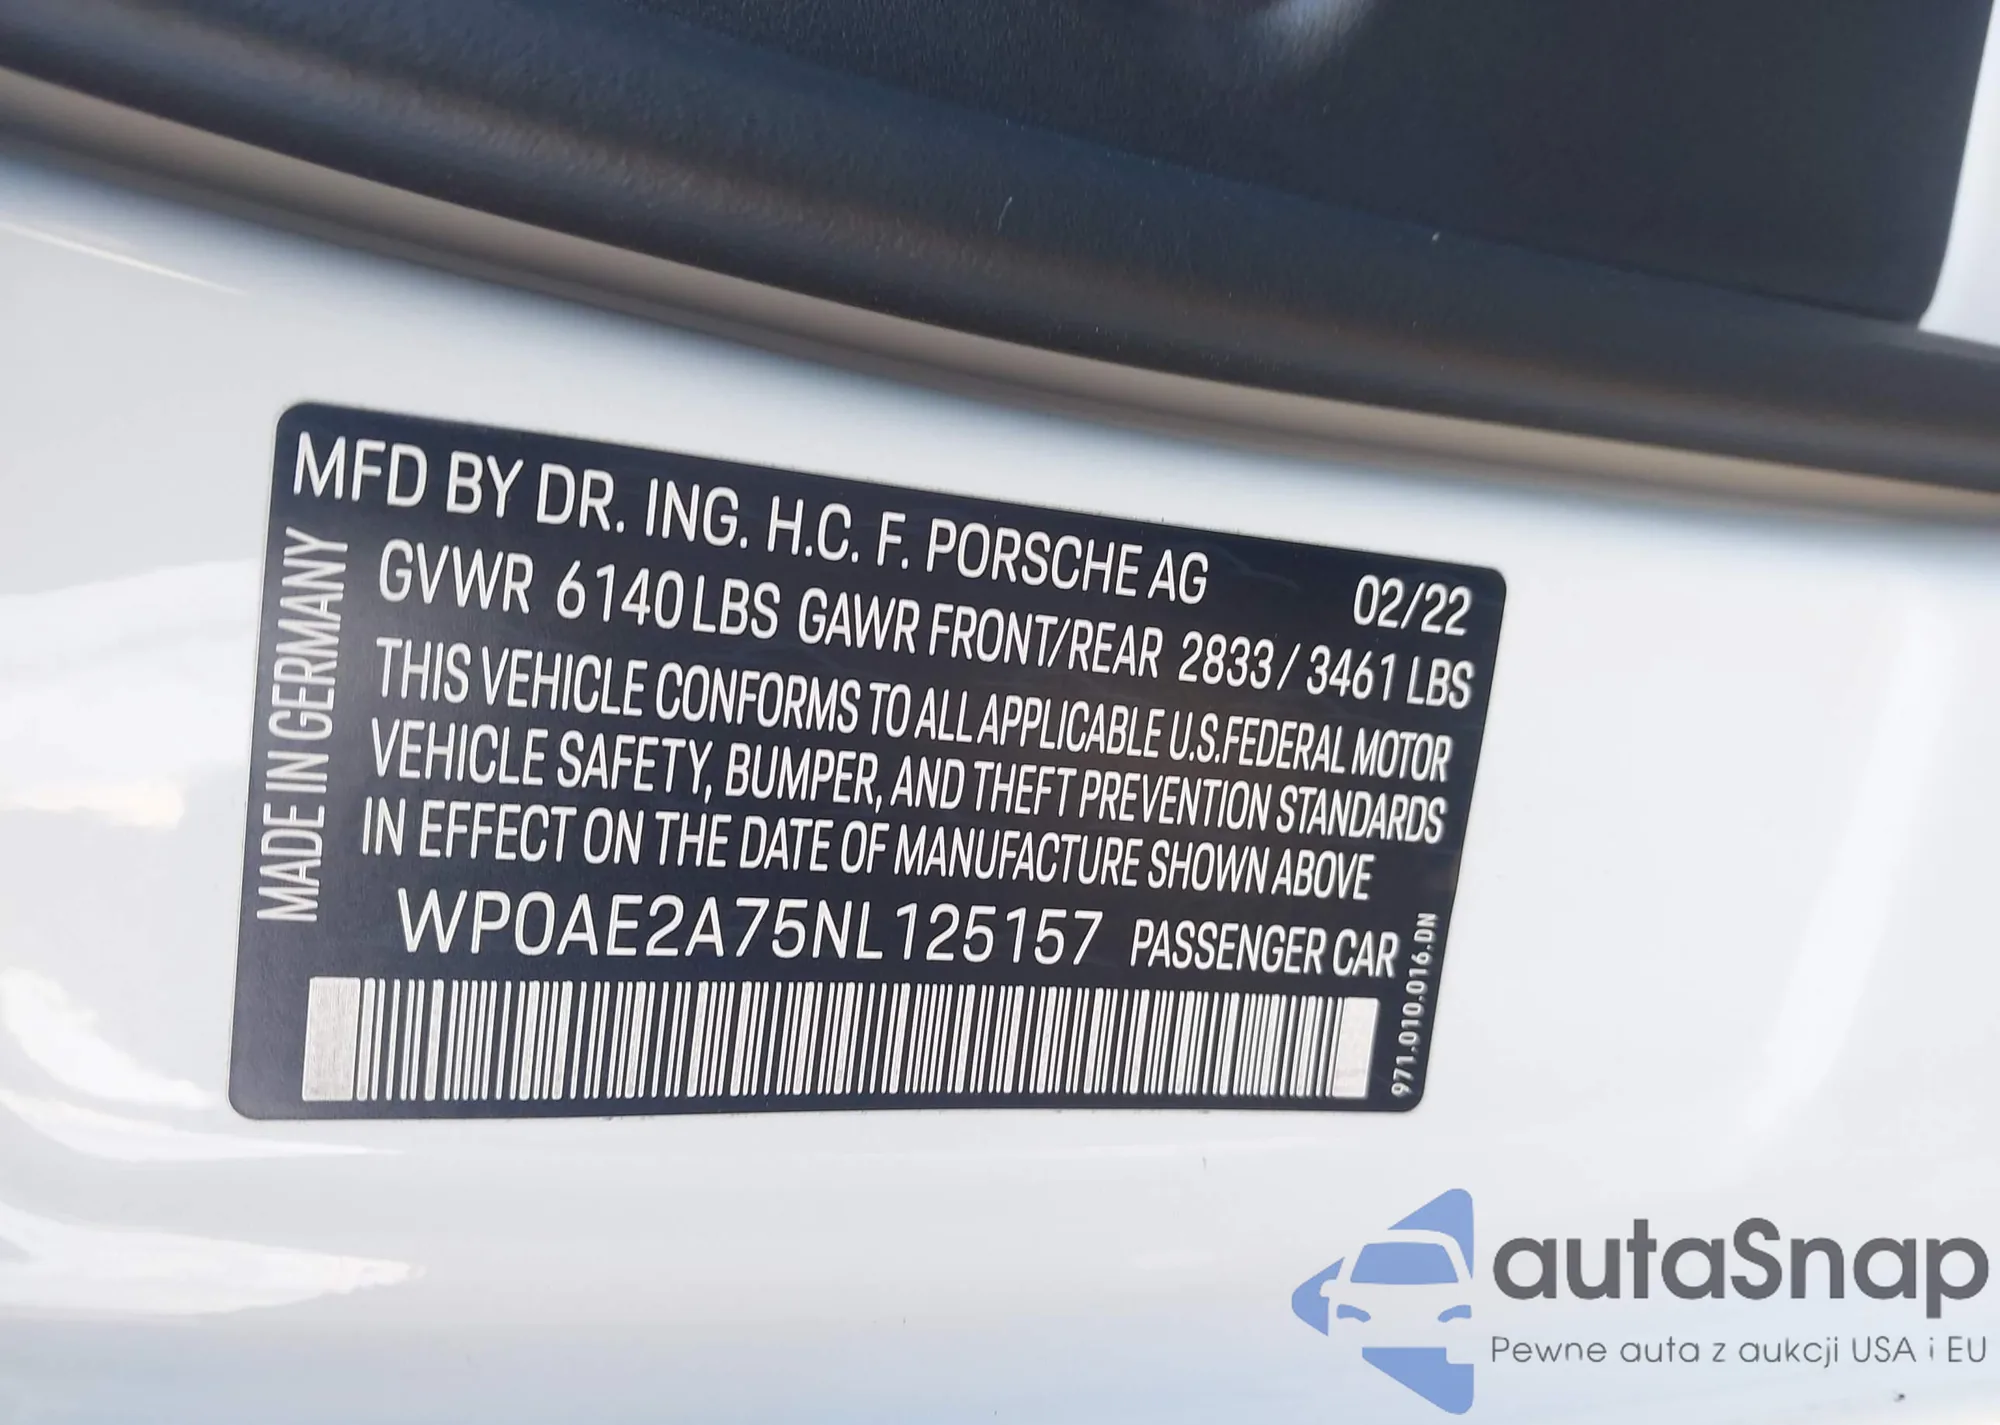 MFD BY DR. ING. H.C. F. PORSCHE AG 02/22
GVWR 6140 LBS GAWR FRONT/REAR 2833 / 3461 LBS
THIS VEHICLE CONFORMS TO ALL APPLICABLE U.S.FEDERAL MOTOR
VEHICLE SAFETY, BUMPER, AND THEFT PREVENTION STANDARDS
IN EFFECT ON THE DATE OF MANUFACTURE SHOWN ABOVE
WP0AE2A75NL125157 PASSENGER CAR
MADE IN GERMANY
971.010.016.DN
autaSnap
Pewne auta z aukcji USA i EU